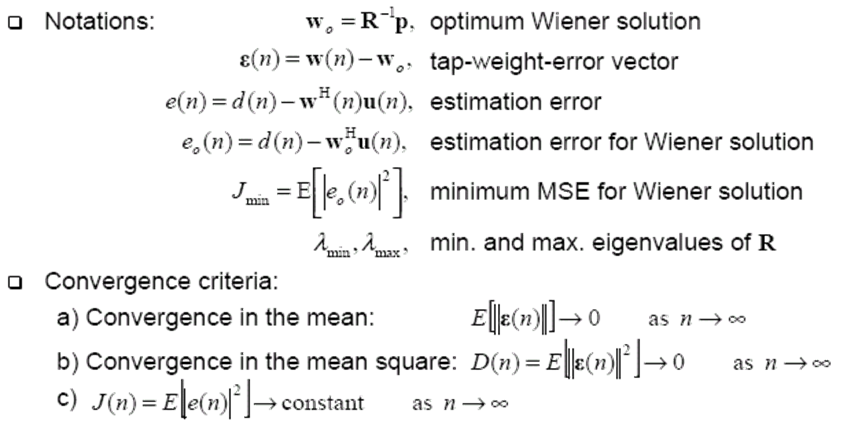 ❑ Notations: w_o = R⁻¹p, optimum Wiener solution
ε(n) = w(n) − w_o, tap-weight-error vector
e(n) = d(n) − w^H(n)u(n), estimation error
e_o(n) = d(n) − w_o^H u(n), estimation error for Wiener solution
J_min = E[|e_o(n)|²], minimum MSE for Wiener solution
λ_min, λ_max, min. and max. eigenvalues of R
❑ Convergence criteria:
a) Convergence in the mean: E[‖ε(n)‖] → 0 as n → ∞
b) Convergence in the mean square: D(n) = E[‖ε(n)‖²] → 0 as n → ∞
c) J(n) = E[|e(n)|²] → constant as n → ∞